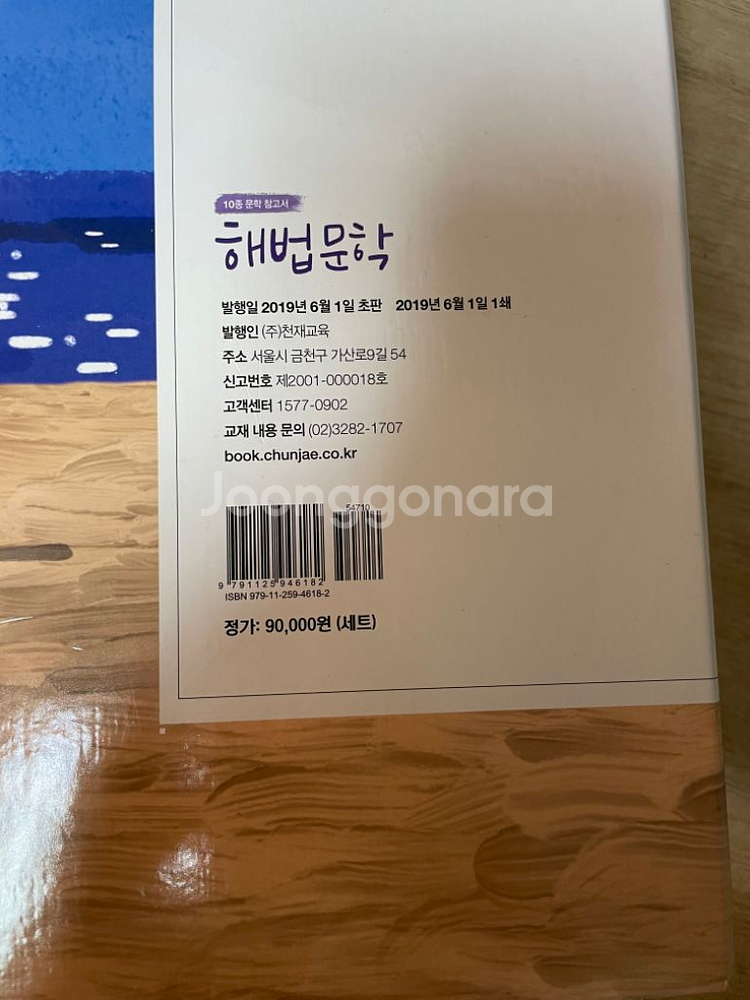 10종 문학 참고서
해법문학
발행일 2019년 6월 1일 초판 2019년 6월 1일 1쇄
발행인 (주)천재교육
주소 서울시 금천구 가산로9길 54
신고번호 제2001-000018호
고객센터 1577-0902
교재 내용 문의 (02)3282-1707
book.chunjae.co.kr
Joonggonara
54710
9 791125 946182
ISBN 979-11-259-4618-2
정가: 90,000원 (세트)